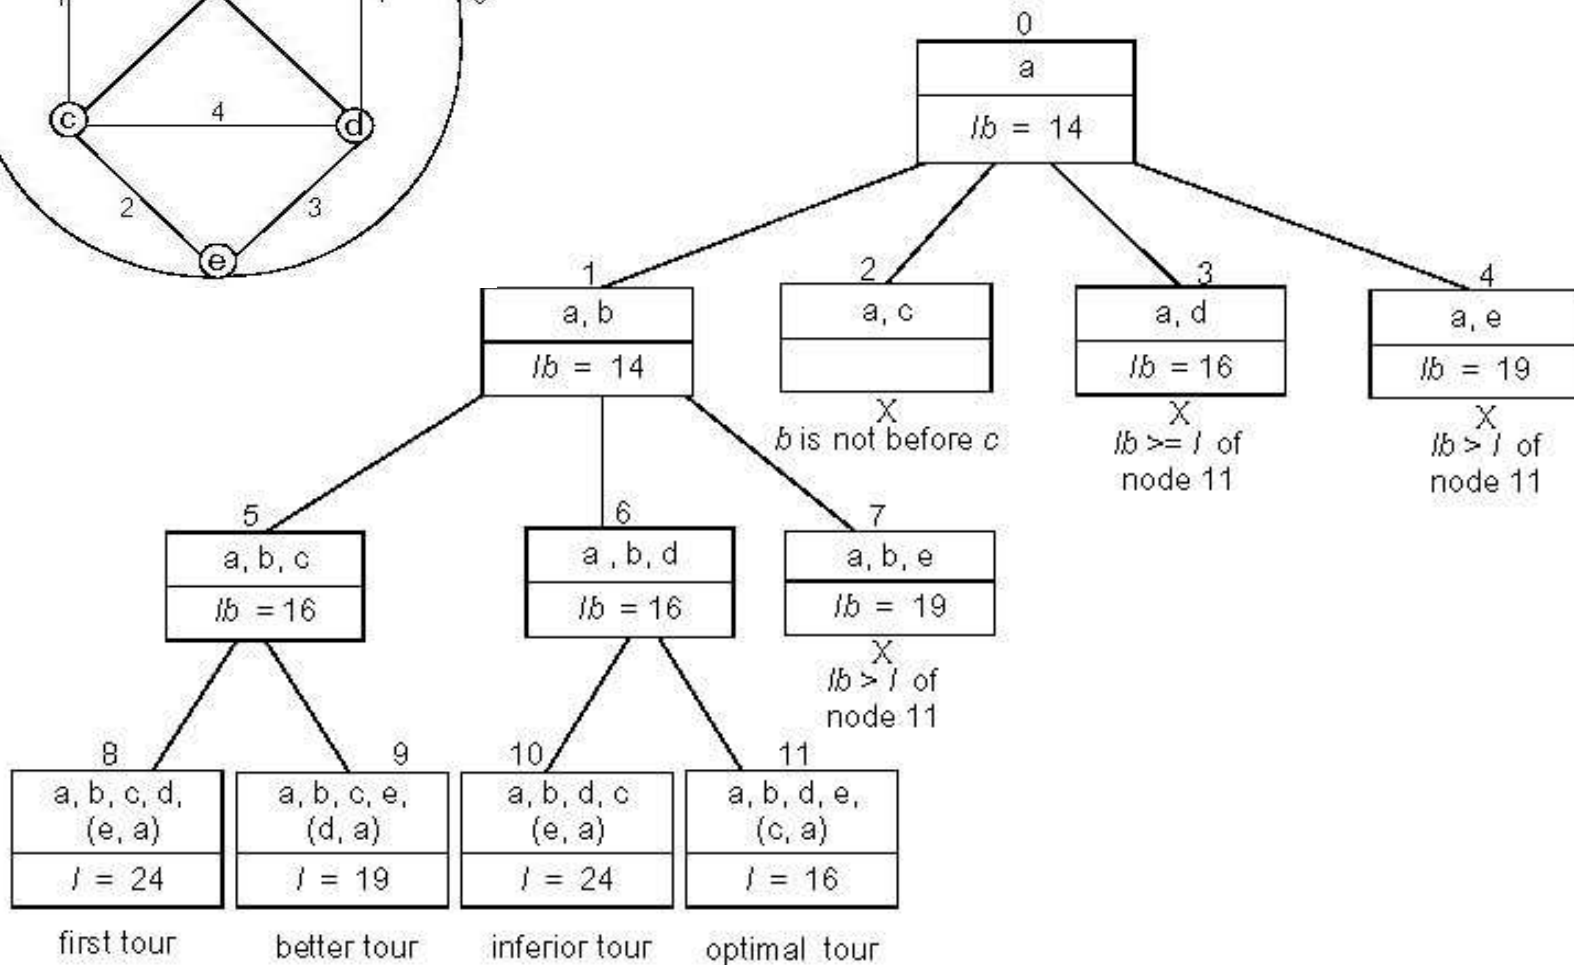 0
a
lb = 14
c
4
d
2
3
e
1
a, b
lb = 14
2
a, c
X
b is not before c
3
a, d
lb = 16
X
lb >= l of
node 11
4
a, e
lb = 19
X
lb > l of
node 11
5
a, b, c
lb = 16
6
a , b, d
lb = 16
7
a, b, e
lb = 19
X
lb > l of
node 11
8
a, b, c, d,
(e, a)
l = 24
first tour
9
a, b, c, e,
(d, a)
l = 19
better tour
10
a, b, d, c
(e, a)
l = 24
inferior tour
11
a, b, d, e,
(c, a)
l = 16
optimal tour